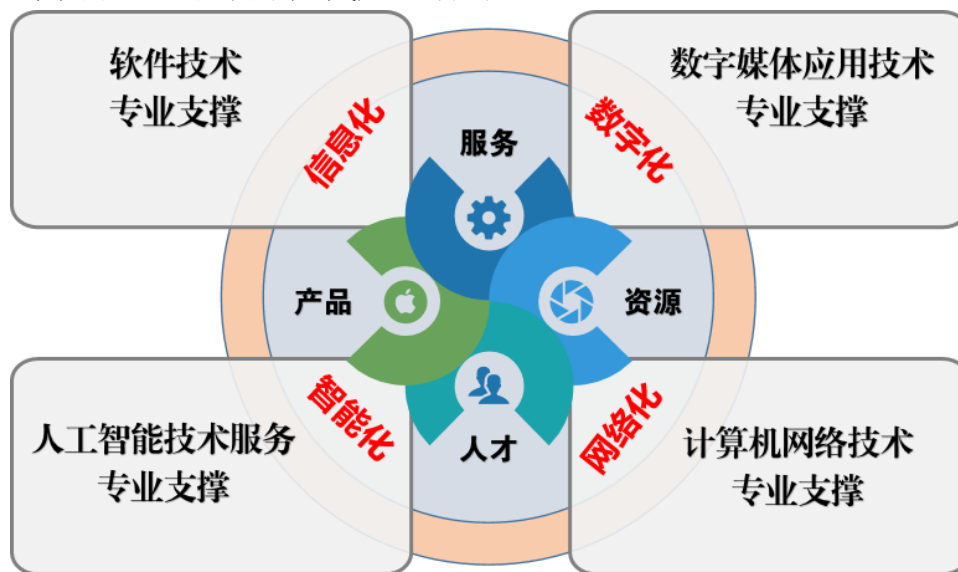 软件技术
专业支撑
数字媒体应用技术
专业支撑
信息化
数字化
服务
产品
资源
人才
智能化
网络化
人工智能技术服务
专业支撑
计算机网络技术
专业支撑